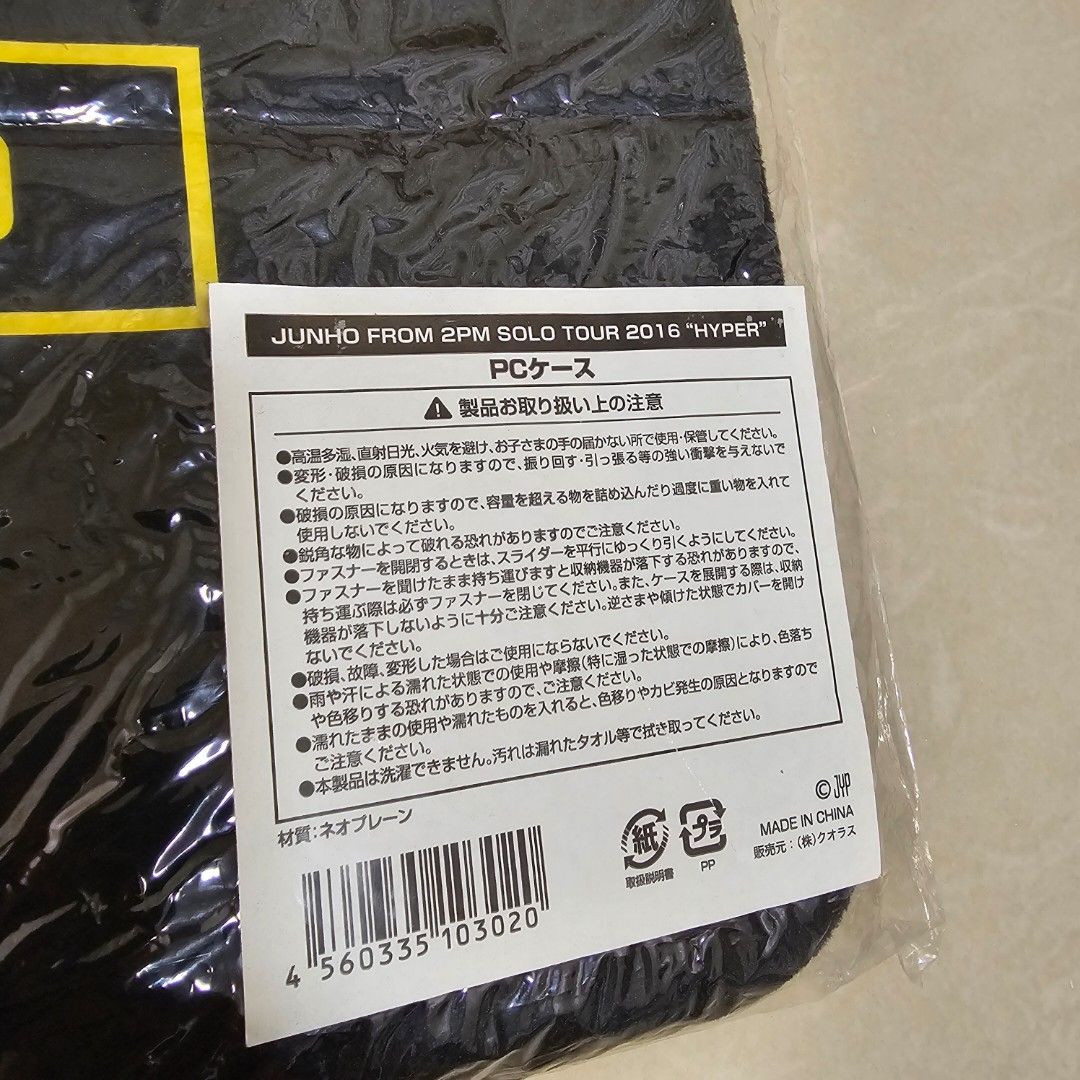 JUNHO FROM 2PM SOLO TOUR 2016 “HYPER”
PCケース
製品お取り扱い上の注意
●高温多湿、直射日光、火気を避け、お子さまの手の届かない所で使用・保管してください。
●変形・破損の原因になりますので、振り回す・引っ張る等の強い衝撃を与えないで
ください。
●破損の原因になりますので、容量を超える物を詰め込んだり過度に重い物を入れて
使用しないでください。
●鋭角な物によって破れる恐れがありますのでご注意ください。
●ファスナーを開閉するときは、スライダーを平行にゆっくり引くようにしてください。
●ファスナーを開けたまま持ち運びますと収納機器が落下する恐れがありますので、
持ち運ぶ際は必ずファスナーを閉じてください。また、ケースを展開する際は、収納
機器が落下しないように十分ご注意ください。逆さまや傾けた状態でカバーを開け
ないでください。
●破損、故障、変形した場合はご使用にならないでください。
●雨や汗による濡れた状態での使用や摩擦(特に湿った状態での摩擦)により、色落ち
や色移りする恐れがありますので、ご注意ください。
●濡れたままの使用や濡れたものを入れると、色移りやカビ発生の原因となりますので
ご注意ください。
●本製品は洗濯できません。汚れは濡れたタオル等で拭き取ってください。
材質:ネオプレーン
紙
取扱説明書
プラ
PP
© JYP
MADE IN CHINA
販売元:(株)クオラス
4 560335 103020